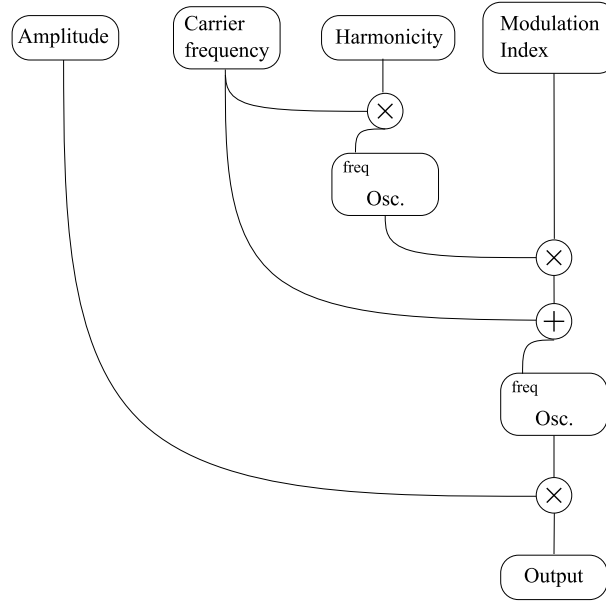 Amplitude
Carrier
frequency
Harmonicity
Modulation
Index
×
freq
Osc.
×
+
freq
Osc.
×
Output